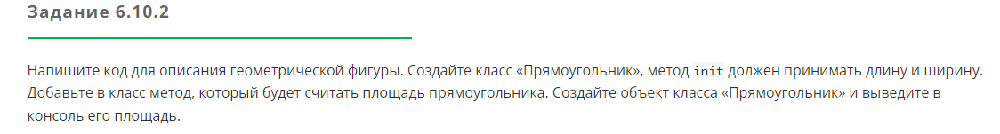 Задание 6.10.2
Напишите код для описания геометрической фигуры. Создайте класс «Прямоугольник», метод init должен принимать длину и ширину.
Добавьте в класс метод, который будет считать площадь прямоугольника. Создайте объект класса «Прямоугольник» и выведите в
консоль его площадь.